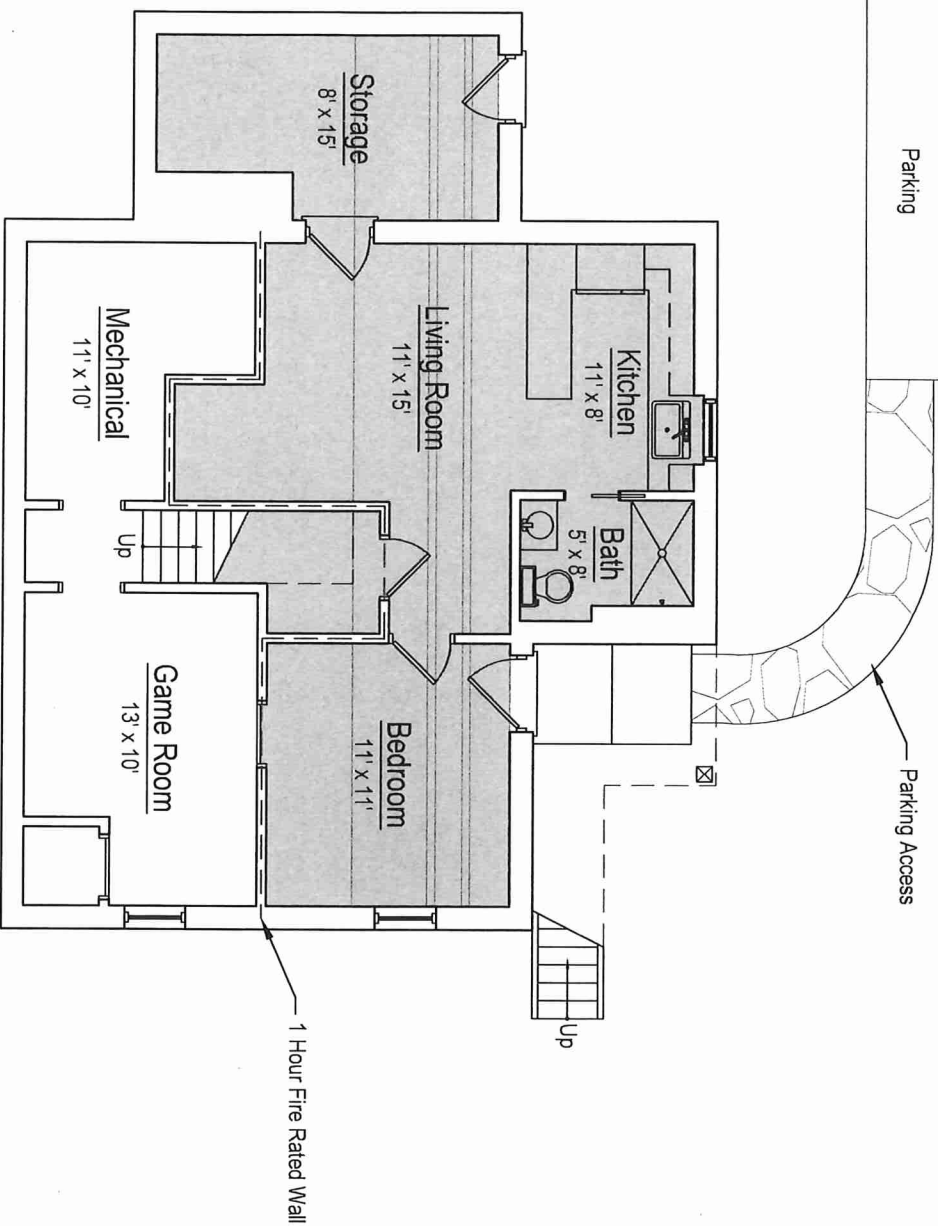 Parking
Parking Access
Storage
8' x 15'
Kitchen
11' x 8'
Bath
5' x 8'
Living Room
11' x 15'
Bedroom
11' x 11'
Mechanical
11' x 10'
Up
Game Room
13' x 10'
Up
1 Hour Fire Rated Wall